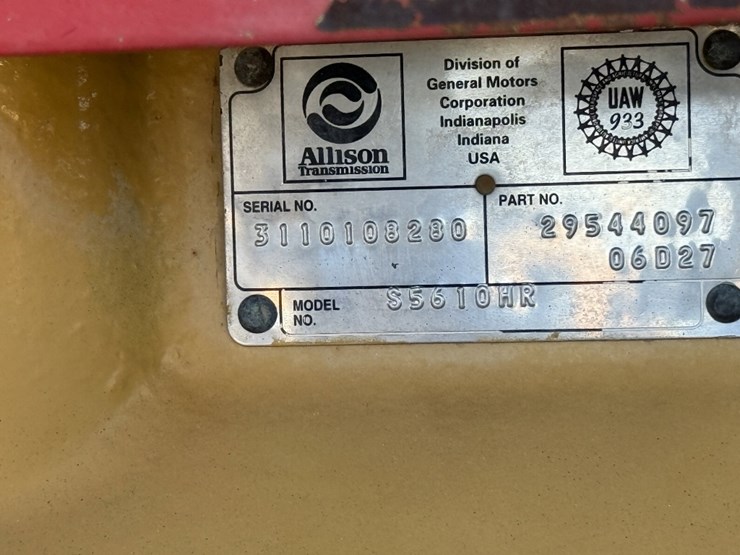 Allison
Transmission
Division of
General Motors
Corporation
Indianapolis
Indiana
USA
UAW
933
SERIAL NO.
3110108280
PART NO.
29544097
06D27
MODEL
NO.
S5610HR